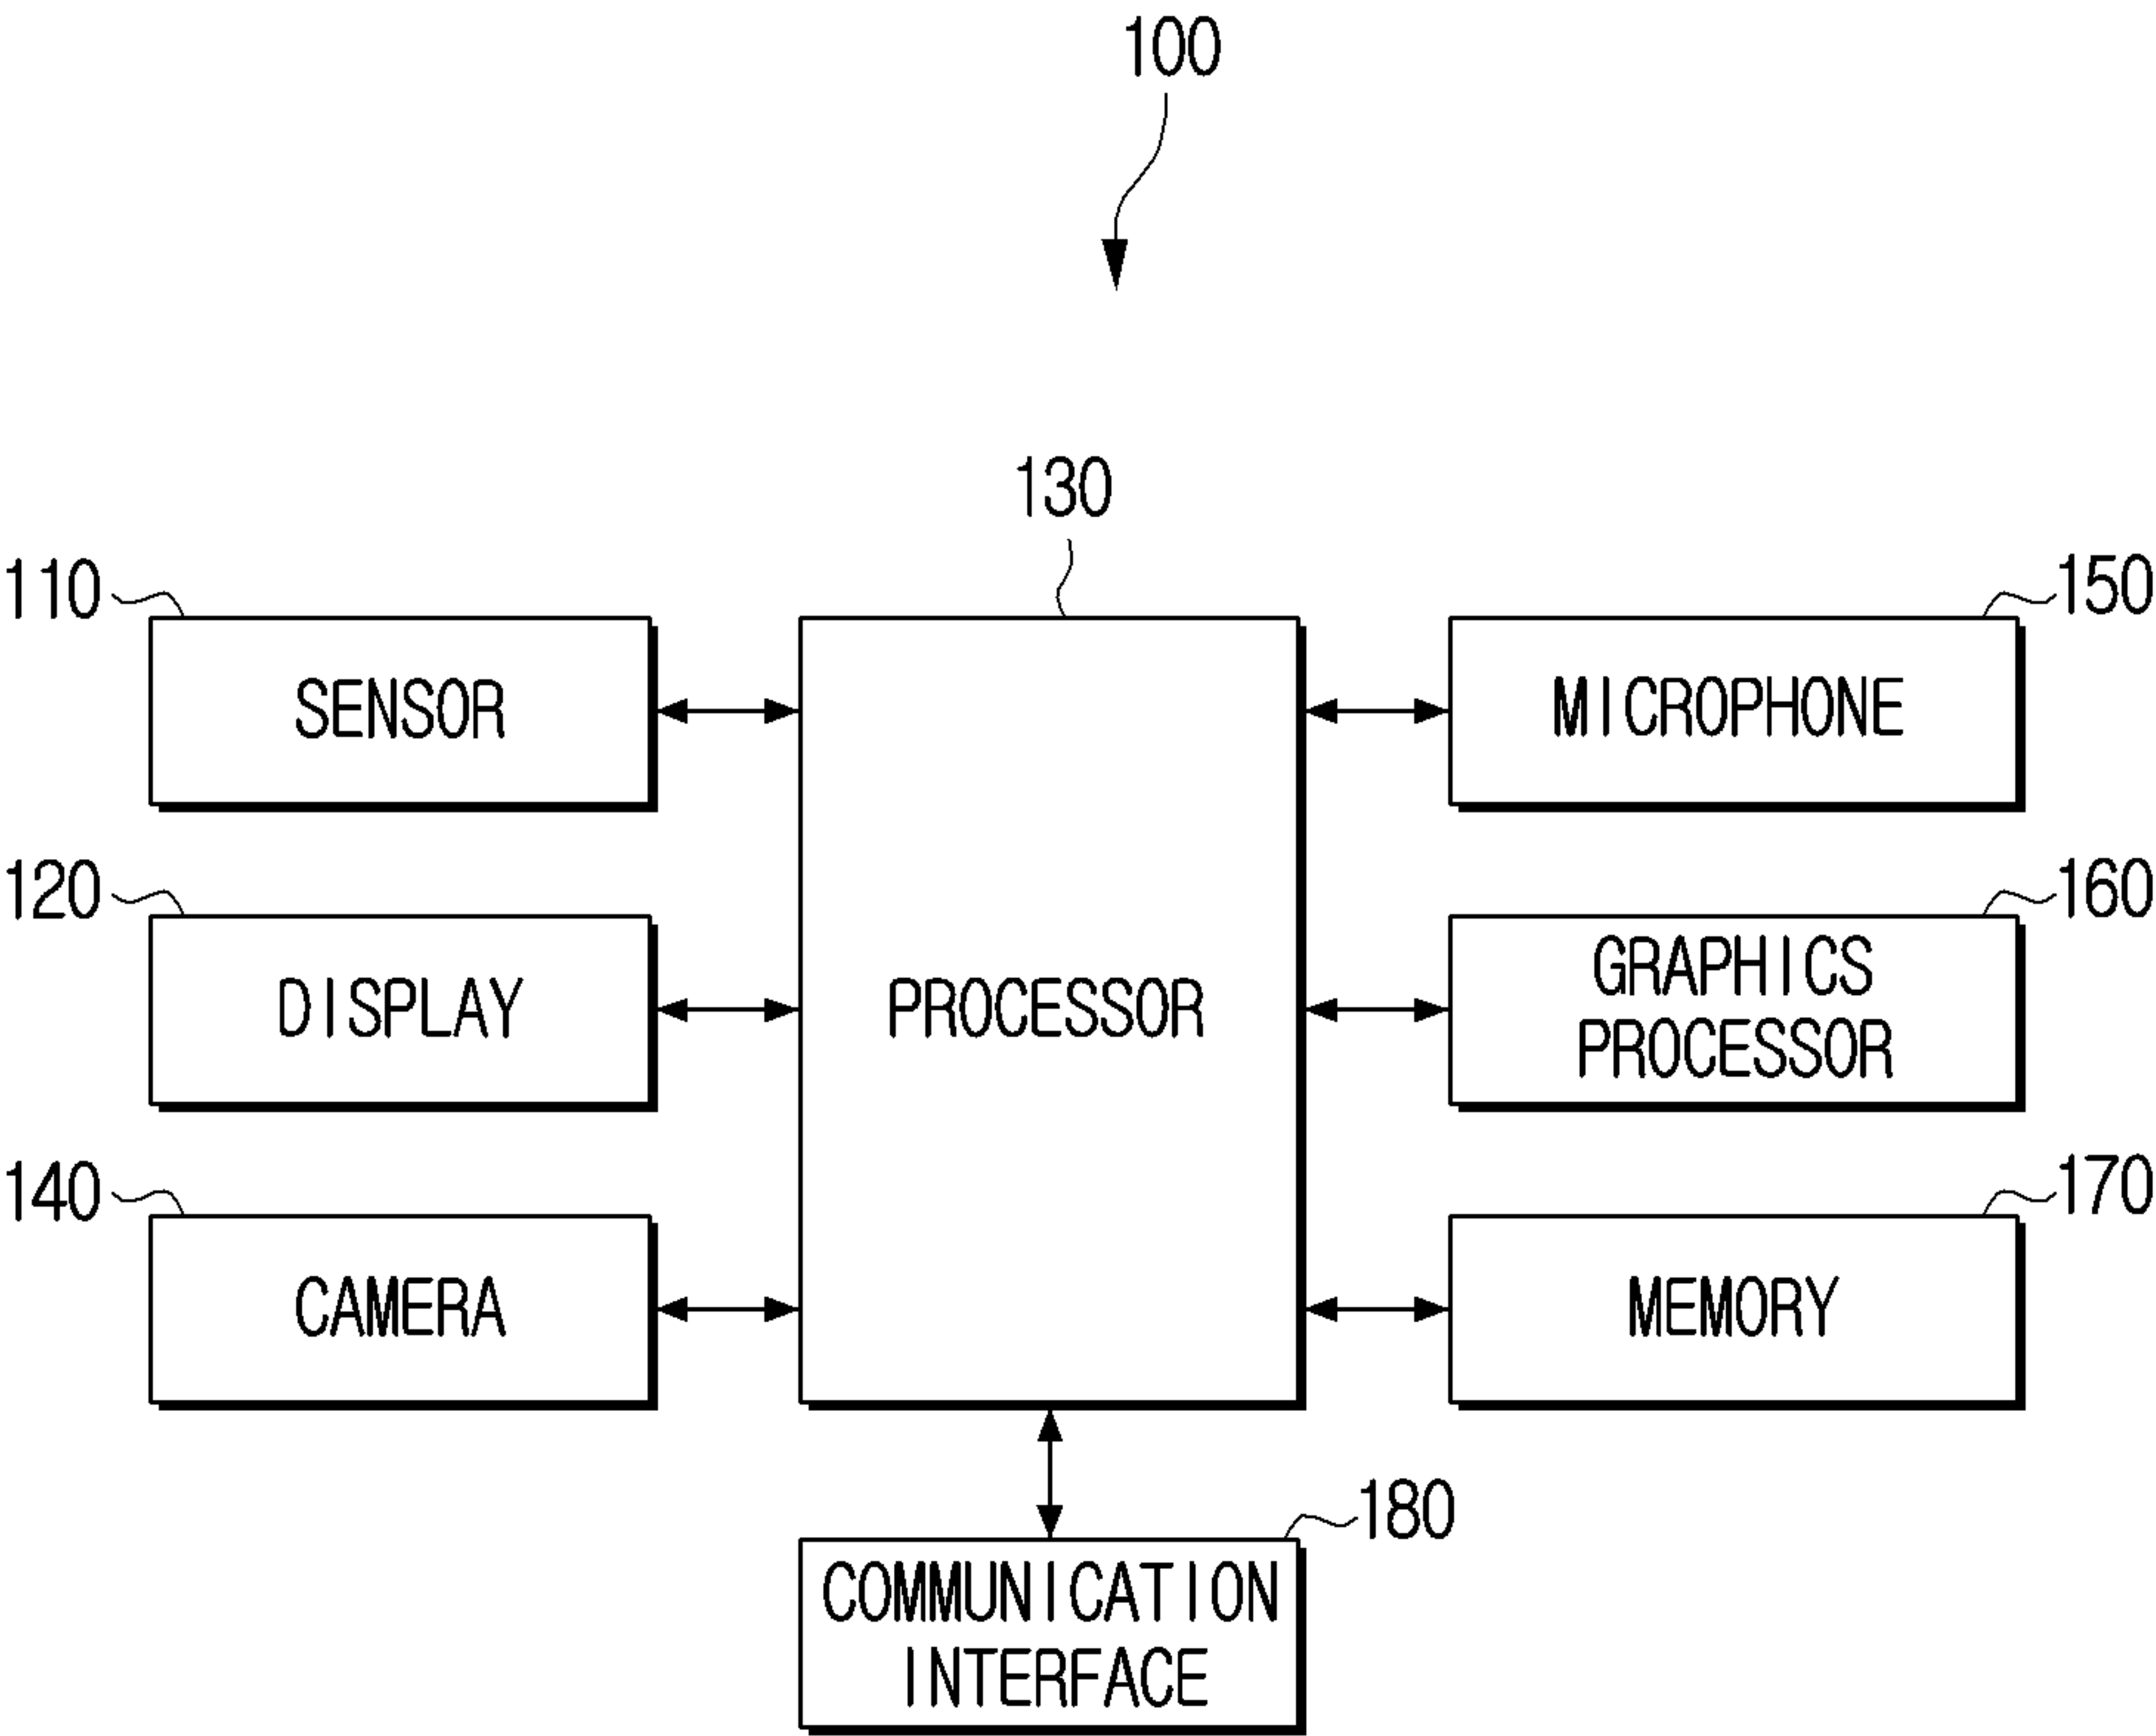 100
130
110
150
SENSOR
MICROPHONE
120
160
DISPLAY
PROCESSOR
GRAPHICS
PROCESSOR
140
170
CAMERA
MEMORY
180
COMMUNICATION
INTERFACE